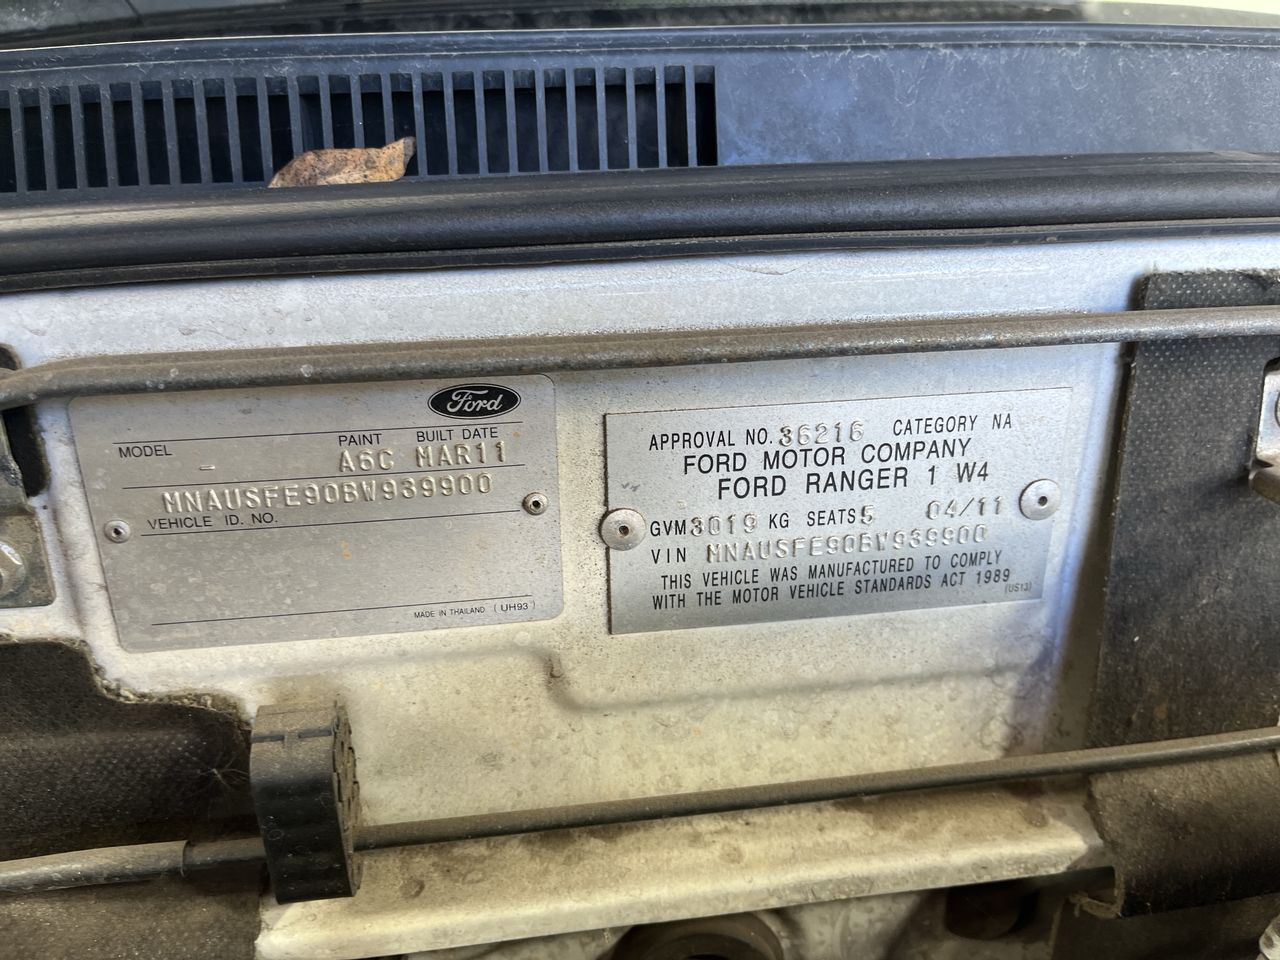 Ford
MODEL PAINT BUILT DATE
- A6C MAR11
MNAUSFE90BW939900
VEHICLE ID. NO.
MADE IN THAILAND (UH93)
APPROVAL NO. 36216 CATEGORY NA
FORD MOTOR COMPANY
FORD RANGER 1 W4
GVM 3019 KG SEATS 5 04/11
VIN MNAUSFE90BW939900
THIS VEHICLE WAS MANUFACTURED TO COMPLY
WITH THE MOTOR VEHICLE STANDARDS ACT 1989
(US13)